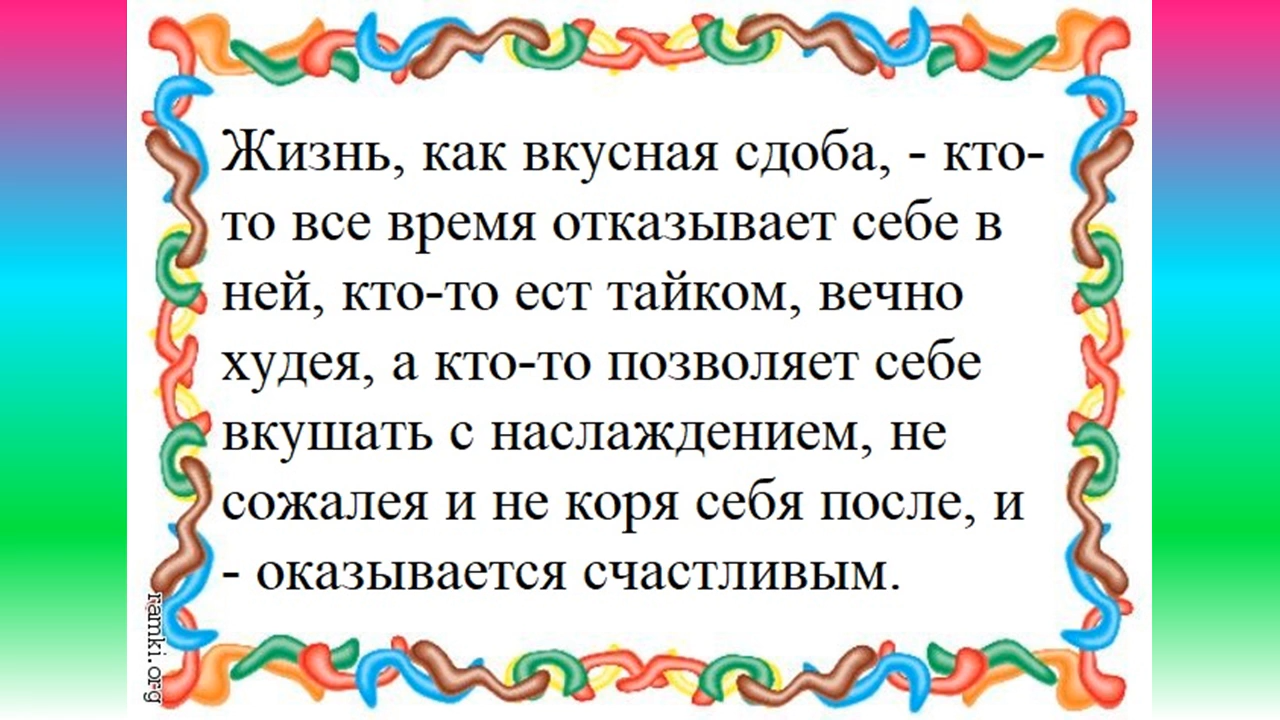 Жизнь, как вкусная сдоба, - кто-
то все время отказывает себе в
ней, кто-то ест тайком, вечно
худея, а кто-то позволяет себе
вкушать с наслаждением, не
сожалея и не коря себя после, и
- оказывается счастливым.
ramki.org